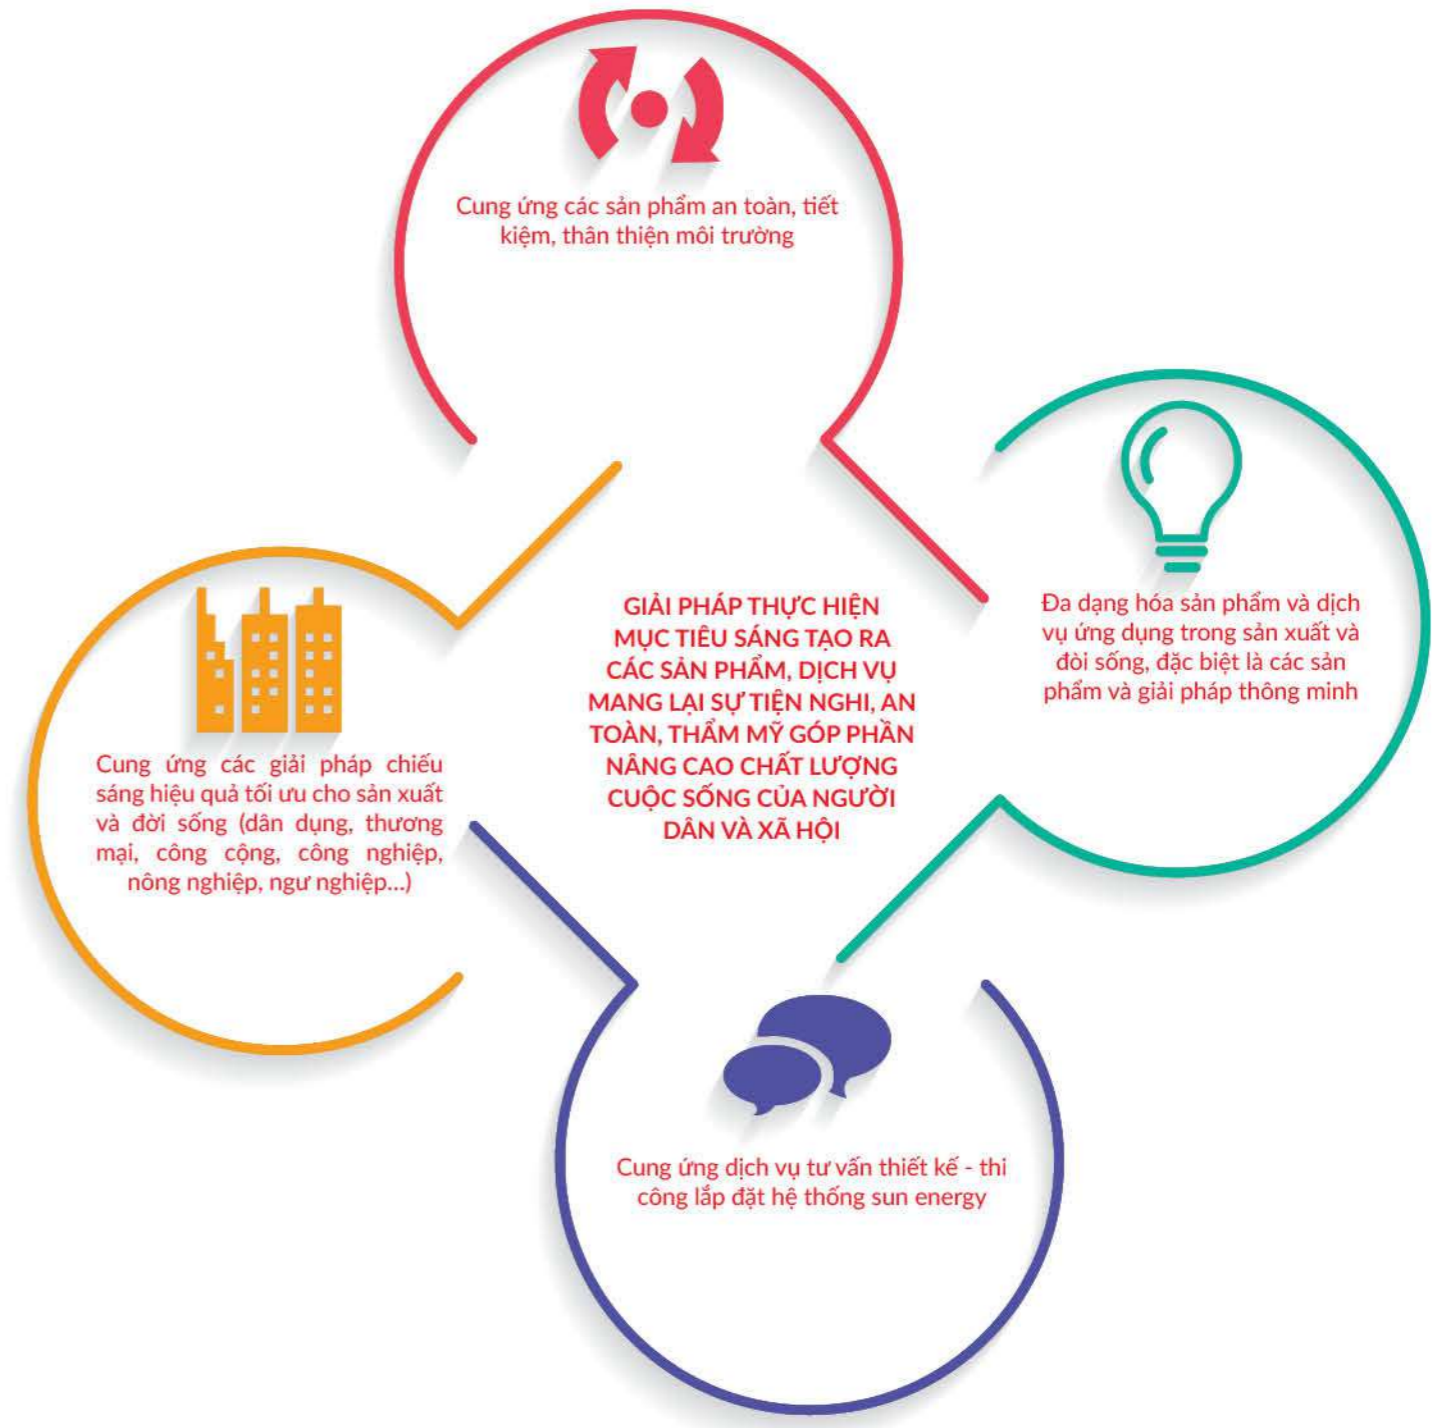 Cung ứng các sản phẩm an toàn, tiết
kiệm, thân thiện môi trường
Đa dạng hóa sản phẩm và dịch
vụ ứng dụng trong sản xuất và
đòi sống, đặc biệt là các sản
phẩm và giải pháp thông minh
GIẢI PHÁP THỰC HIỆN
MỤC TIÊU SÁNG TẠO RA
CÁC SẢN PHẨM, DỊCH VỤ
MANG LẠI SỰ TIỆN NGHI, AN
TOÀN, THẨM MỸ GÓP PHẦN
NÂNG CAO CHẤT LƯỢNG
CUỘC SỐNG CỦA NGƯỜI
DÂN VÀ XÃ HỘI
Cung ứng các giải pháp chiếu
sáng hiệu quả tối ưu cho sản xuất
và đời sống (dân dụng, thương
mại, công cộng, công nghiệp,
nông nghiệp, ngư nghiệp...)
Cung ứng dịch vụ tư vấn thiết kế - thi
công lắp đặt hệ thống sun energy